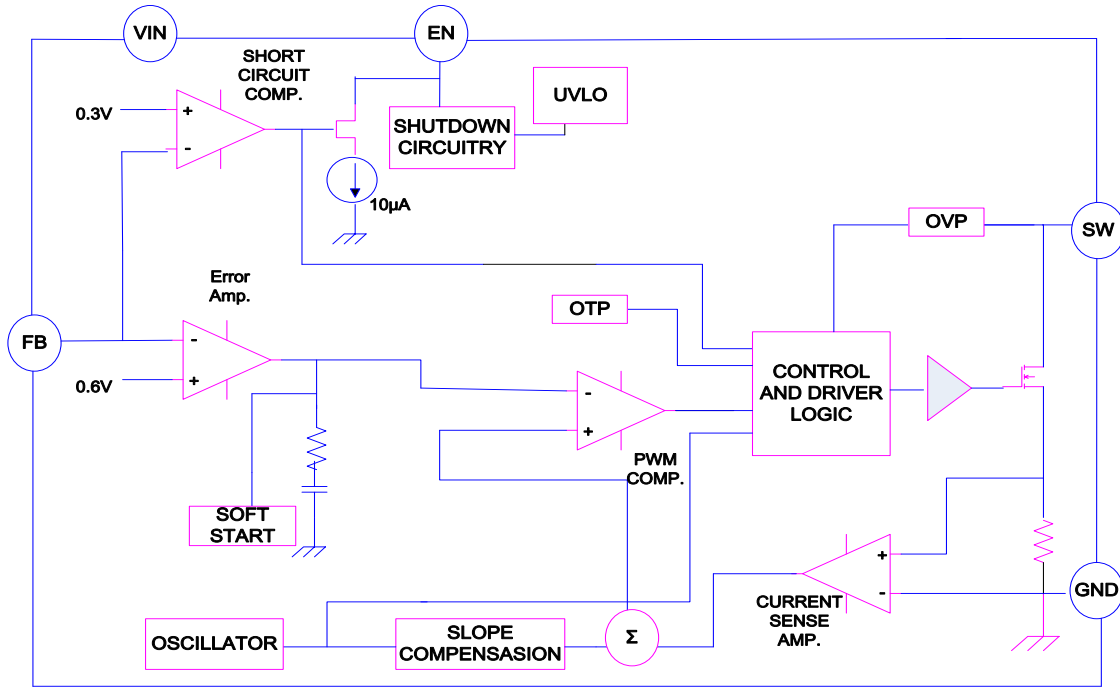 VIN
EN
SHORT
CIRCUIT
COMP.
UVLO
0.3V
+
-
SHUTDOWN
CIRCUITRY
10µA
OVP
SW
Error
Amp.
OTP
FB
-
+
0.6V
CONTROL
AND DRIVER
LOGIC
-
+
PWM
COMP.
SOFT
START
+
-
CURRENT
SENSE
AMP.
GND
OSCILLATOR
SLOPE
COMPENSASION
Σ